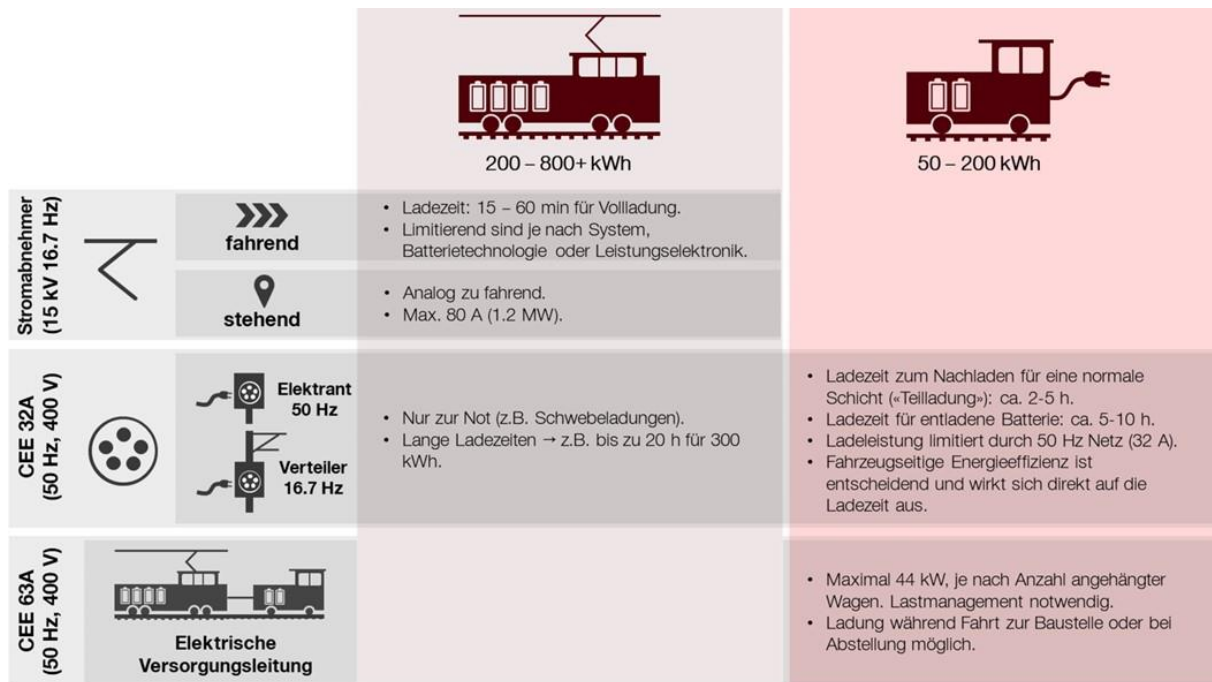 200 – 800+ kWh
50 – 200 kWh
Stromabnehmer
(15 kV 16.7 Hz)
fahrend
• Ladezeit: 15 – 60 min für Vollladung.
• Limitierend sind je nach System,
Batterietechnologie oder Leistungselektronik.
stehend
• Analog zu fahrend.
• Max. 80 A (1.2 MW).
CEE 32A
(50 Hz, 400 V)
Elektrant
50 Hz
Verteiler
16.7 Hz
• Nur zur Not (z.B. Schwebeladungen).
• Lange Ladezeiten → z.B. bis zu 20 h für 300
kWh.
• Ladezeit zum Nachladen für eine normale
Schicht («Teilladung»): ca. 2-5 h.
• Ladezeit für entladene Batterie: ca. 5-10 h.
• Ladeleistung limitiert durch 50 Hz Netz (32 A).
• Fahrzeugseitige Energieeffizienz ist
entscheidend und wirkt sich direkt auf die
Ladezeit aus.
CEE 63A
(50 Hz, 400 V)
Elektrische
Versorgungsleitung
• Maximal 44 kW, je nach Anzahl angehängter
Wagen. Lastmanagement notwendig.
• Ladung während Fahrt zur Baustelle oder bei
Abstellung möglich.